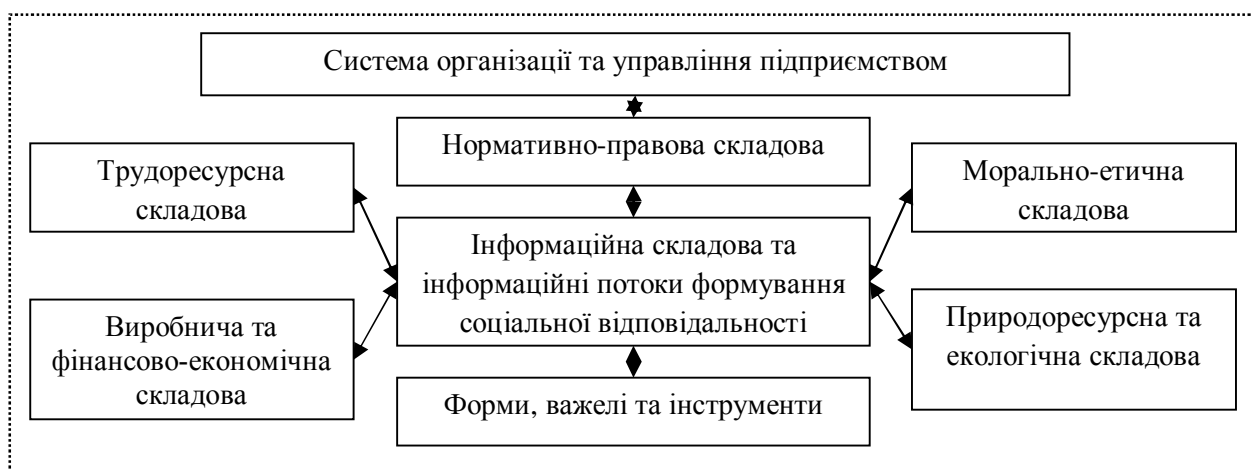 Система організації та управління підприємством
Нормативно-правова складова
Трудоресурсна
складова
Морально-етична
складова
Інформаційна складова та
інформаційні потоки формування
соціальної відповідальності
Виробнича та
фінансово-економічна
складова
Природоресурсна та
екологічна складова
Форми, важелі та інструменти